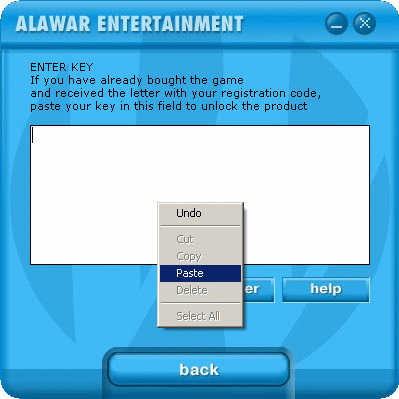 ALAWAR ENTERTAINMENT
ENTER KEY
If you have already bought the game
and received the letter with your registration code,
paste your key in this field to unlock the product
Undo
Cut
Copy
Paste
Delete
Select All
help
back